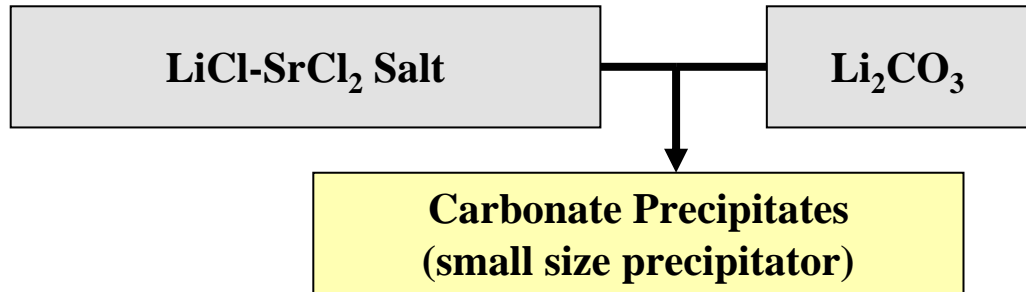 LiCl-SrCl₂ Salt
Li₂CO₃
Carbonate Precipitates
(small size precipitator)